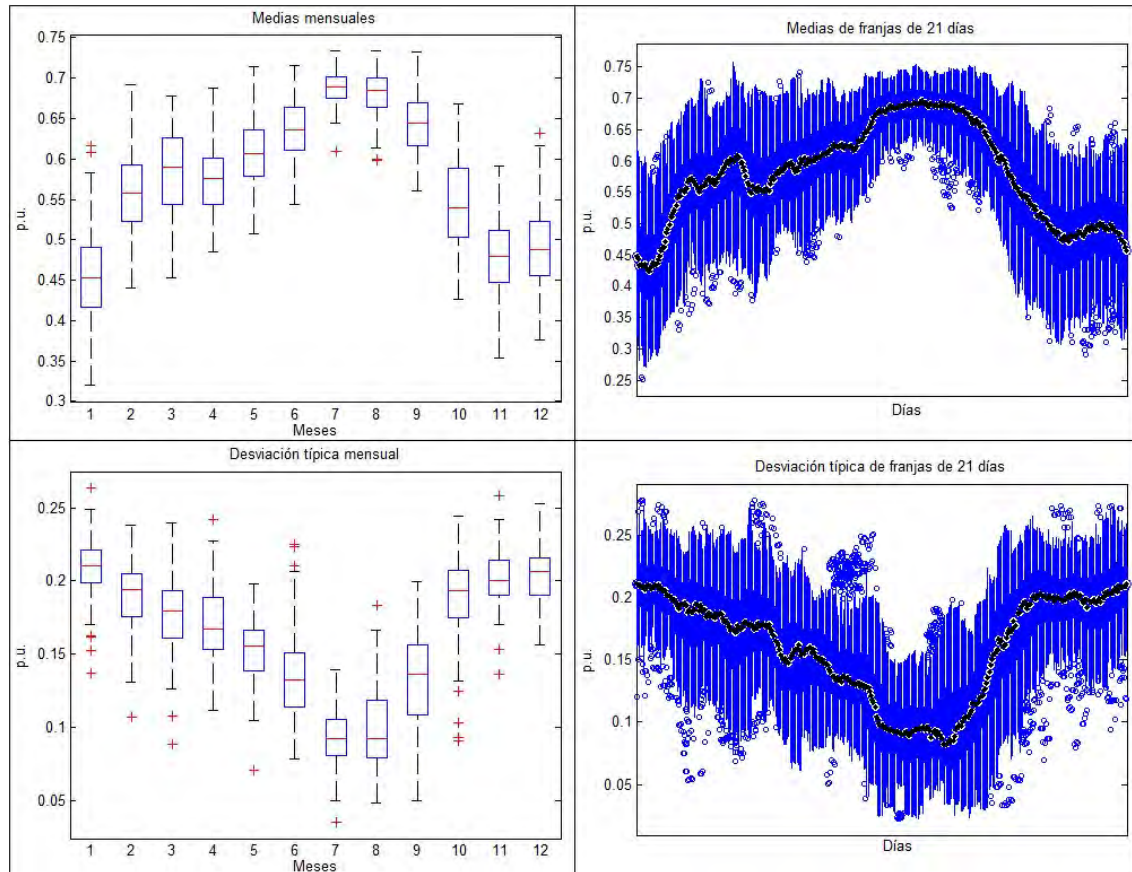 Medias mensuales
p.u.
0.75
0.7
0.65
0.6
0.55
0.5
0.45
0.4
0.35
0.3
1 2 3 4 5 6 7 8 9 10 11 12
Meses
Medias de franjas de 21 días
p.u.
0.75
0.7
0.65
0.6
0.55
0.5
0.45
0.4
0.35
0.3
0.25
Días
Desviación típica mensual
p.u.
0.25
0.2
0.15
0.1
0.05
1 2 3 4 5 6 7 8 9 10 11 12
Meses
Desviación típica de franjas de 21 días
p.u.
0.25
0.2
0.15
0.1
0.05
Días